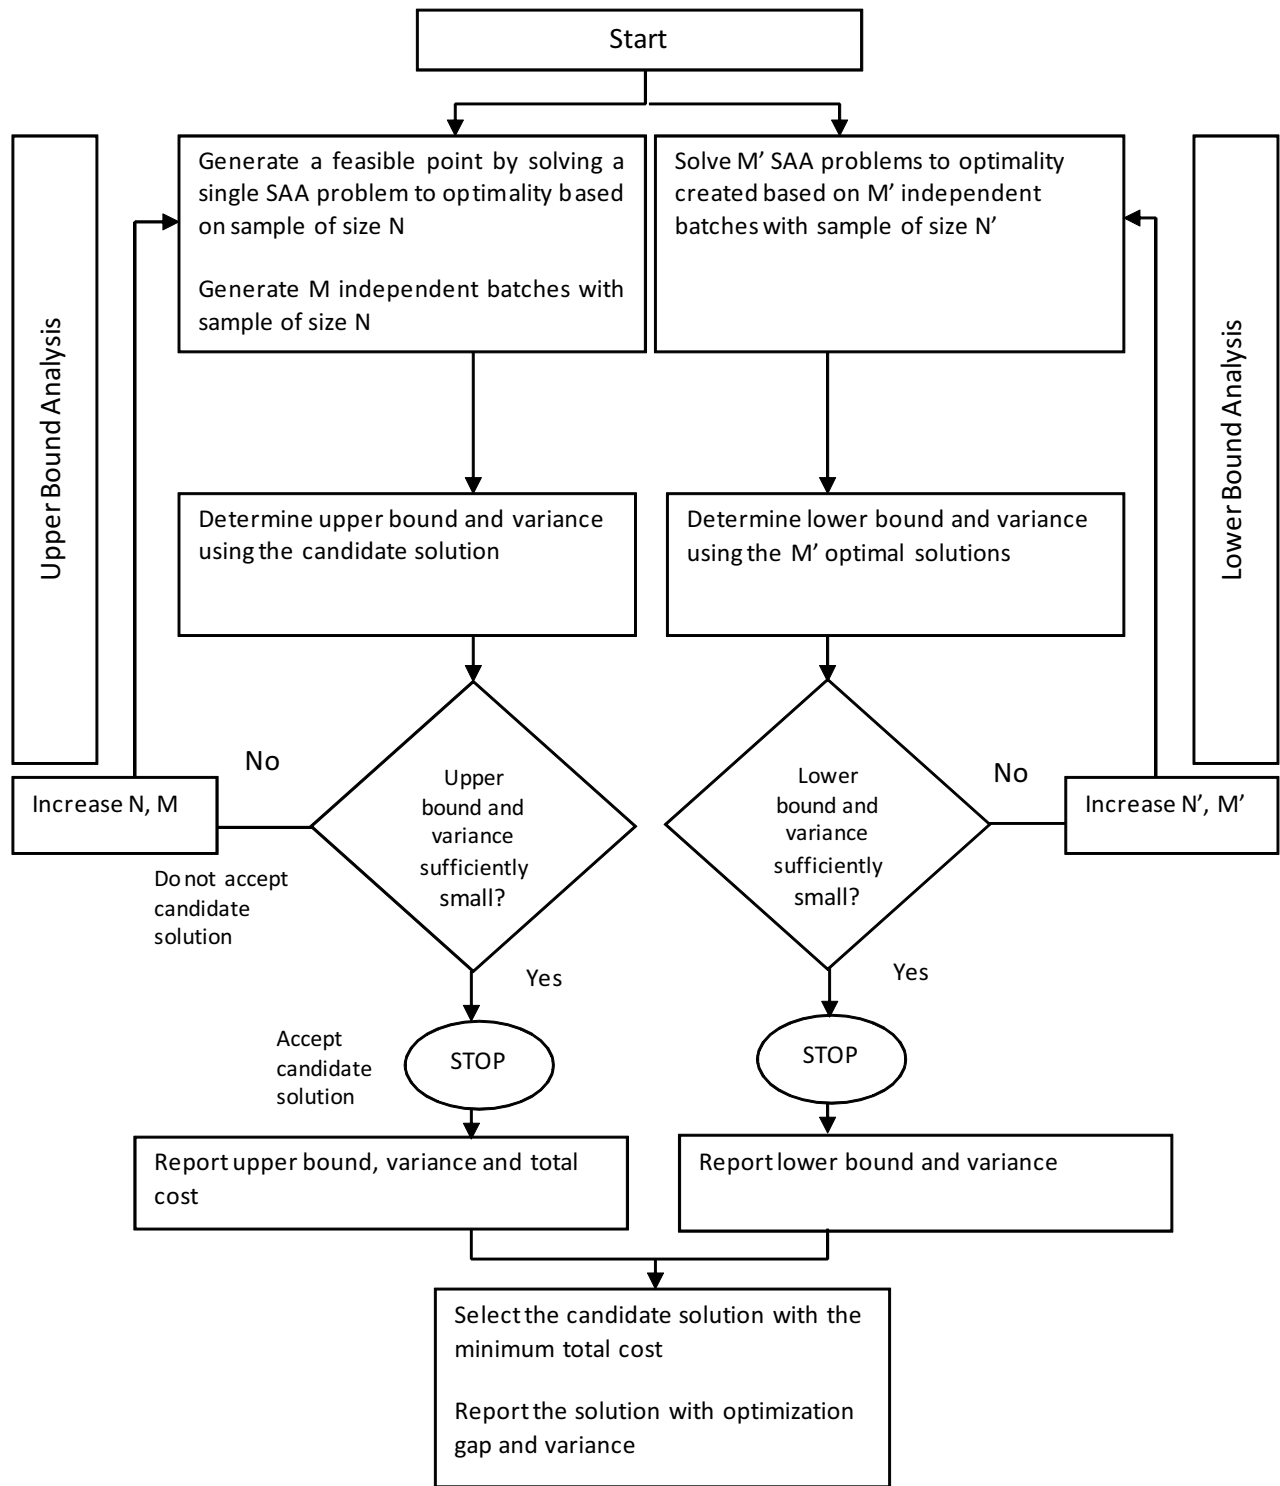 Start
Upper Bound Analysis
Generate a feasible point by solving a
single SAA problem to optimality based
on sample of size N
Generate M independent batches with
sample of size N
Solve M’ SAA problems to optimality
created based on M’ independent
batches with sample of size N’
Lower Bound Analysis
Determine upper bound and variance
using the candidate solution
Determine lower bound and variance
using the M’ optimal solutions
No
Increase N, M
Do not accept
candidate
solution
Upper
bound and
variance
sufficiently
small?
Lower
bound and
variance
sufficiently
small?
No
Increase N’, M’
Yes
Yes
Accept
candidate
solution
STOP
STOP
Report upper bound, variance and total
cost
Report lower bound and variance
Select the candidate solution with the
minimum total cost
Report the solution with optimization
gap and variance